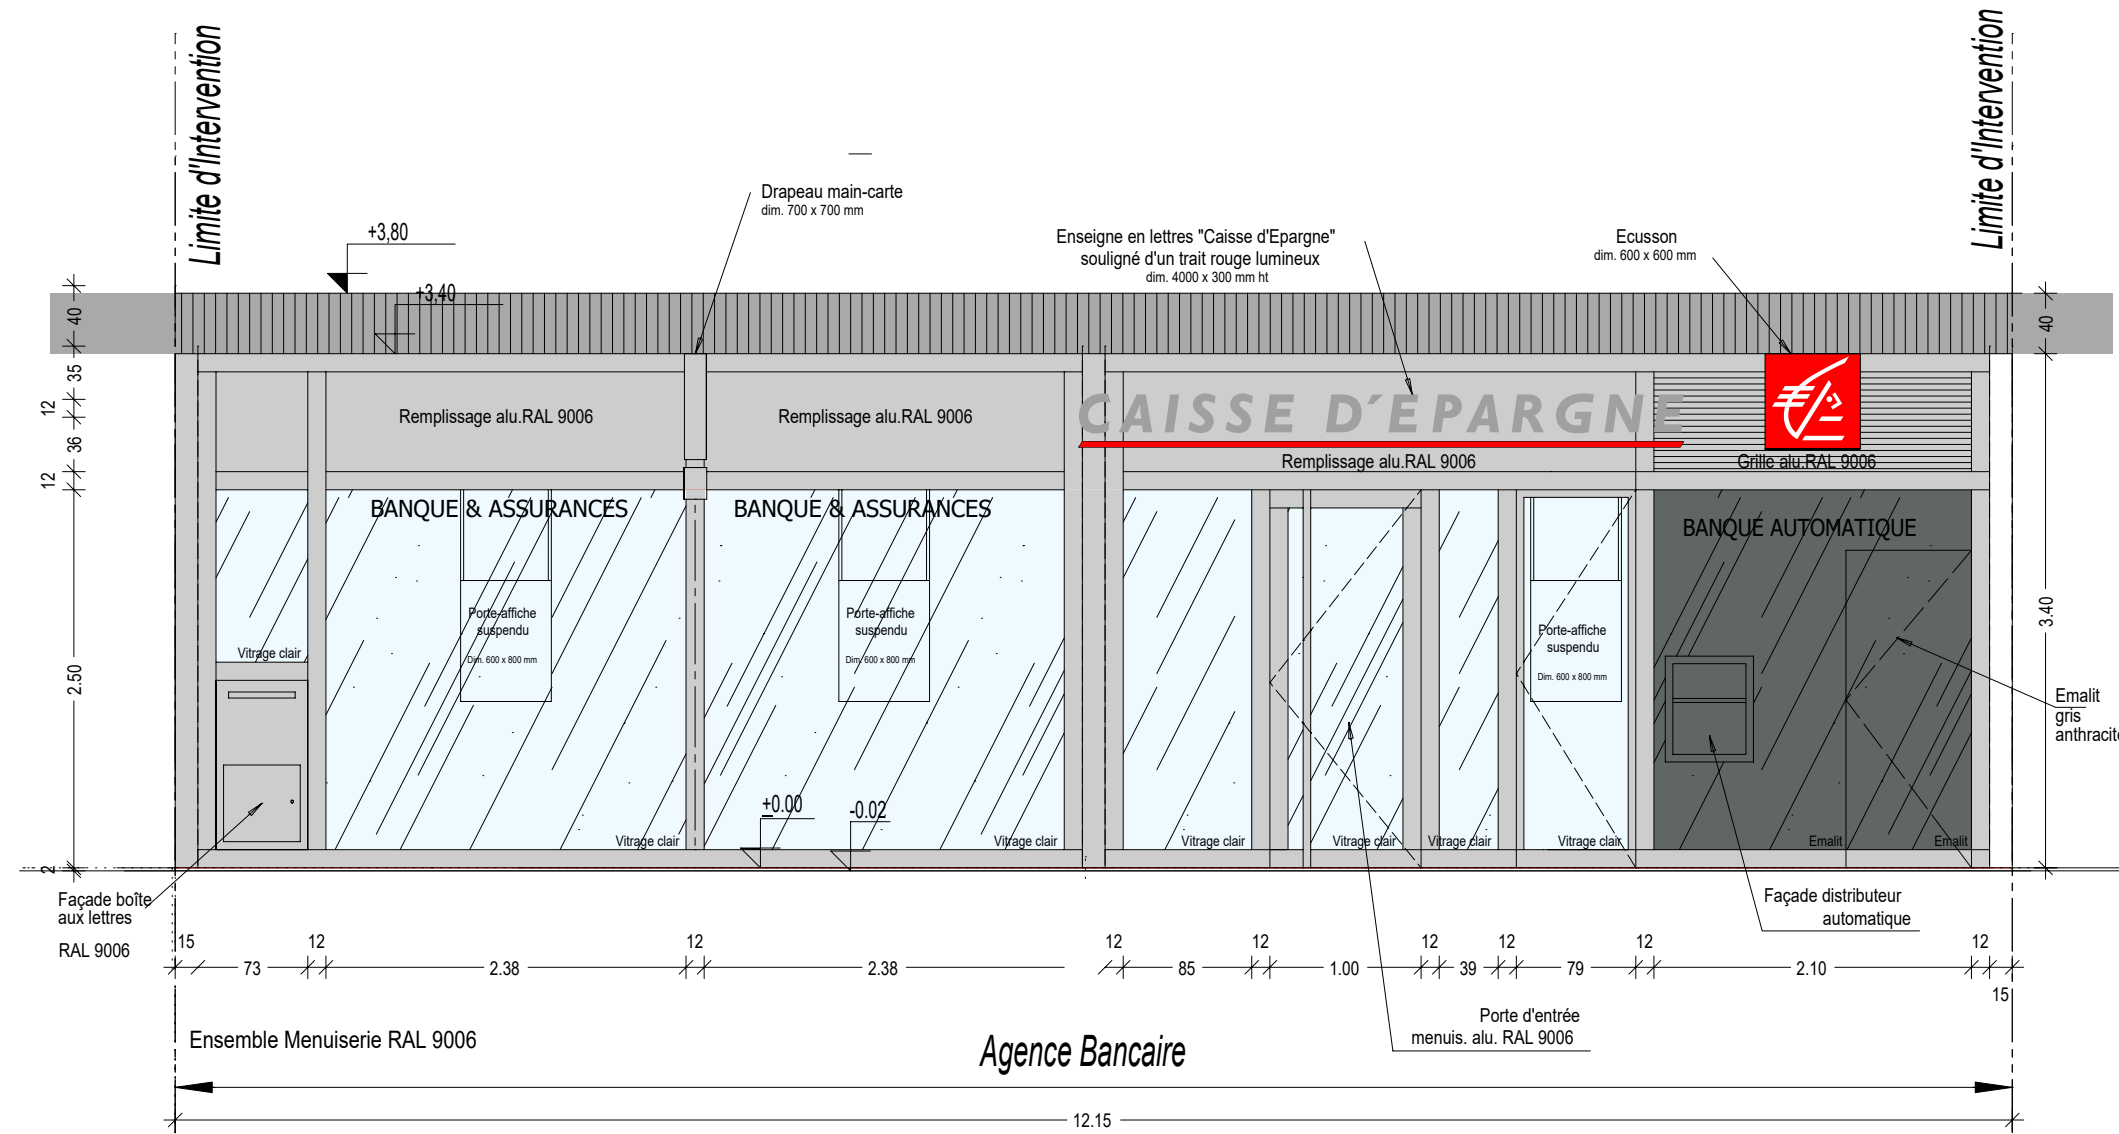 Limite d'Intervention
Limite d'Intervention
Drapeau main-carte
dim. 700 x 700 mm
+3,80
+3,40
Enseigne en lettres "Caisse d'Epargne"
souligné d'un trait rouge lumineux
dim. 4000 x 300 mm ht
Ecusson
dim. 600 x 600 mm
40
35
12
36
12
2.50
2
40
3.40
Remplissage alu.RAL 9006
Remplissage alu.RAL 9006
CAISSE D´EPARGNE
Remplissage alu.RAL 9006
Grille alu.RAL 9006
BANQUE & ASSURANCES
BANQUE & ASSURANCES
BANQUE AUTOMATIQUE
Porte-affiche
suspendu
Dim. 600 x 800 mm
Porte-affiche
suspendu
Dim. 600 x 800 mm
Porte-affiche
suspendu
Dim. 600 x 800 mm
Vitrage clair
Emalit
gris
anthracite
+0.00
-0.02
Vitrage clair
Vitrage clair
Vitrage clair
Vitrage clair
Vitrage clair
Vitrage clair
Emalit
Emalit
Façade boîte
aux lettres
RAL 9006
Façade distributeur
automatique
15 12 12 12 12 12 12 12 12
73 2.38 2.38 85 1.00 39 79 2.10
15
Porte d'entrée
menuis. alu. RAL 9006
Ensemble Menuiserie RAL 9006
Agence Bancaire
12.15